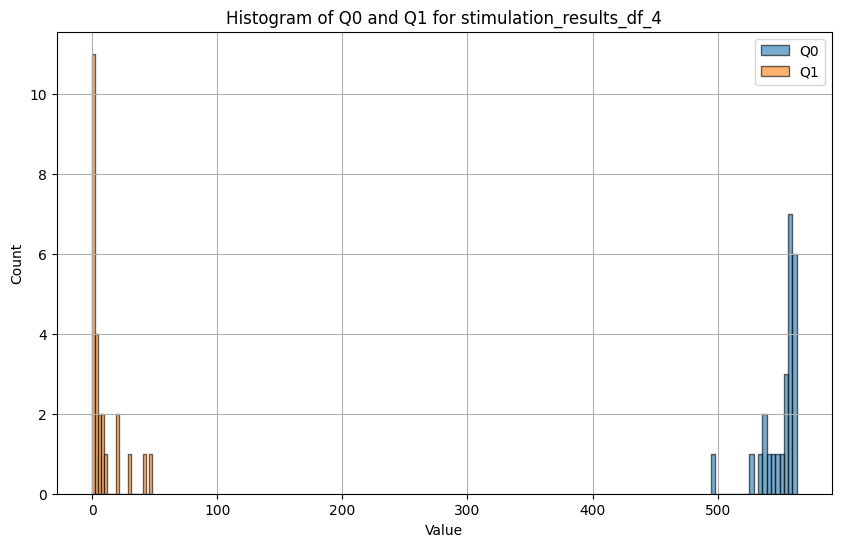 Histogram of Q0 and Q1 for stimulation_results_df_4
Q0
Q1
Count
10
8
6
4
2
0
0 100 200 300 400 500
Value